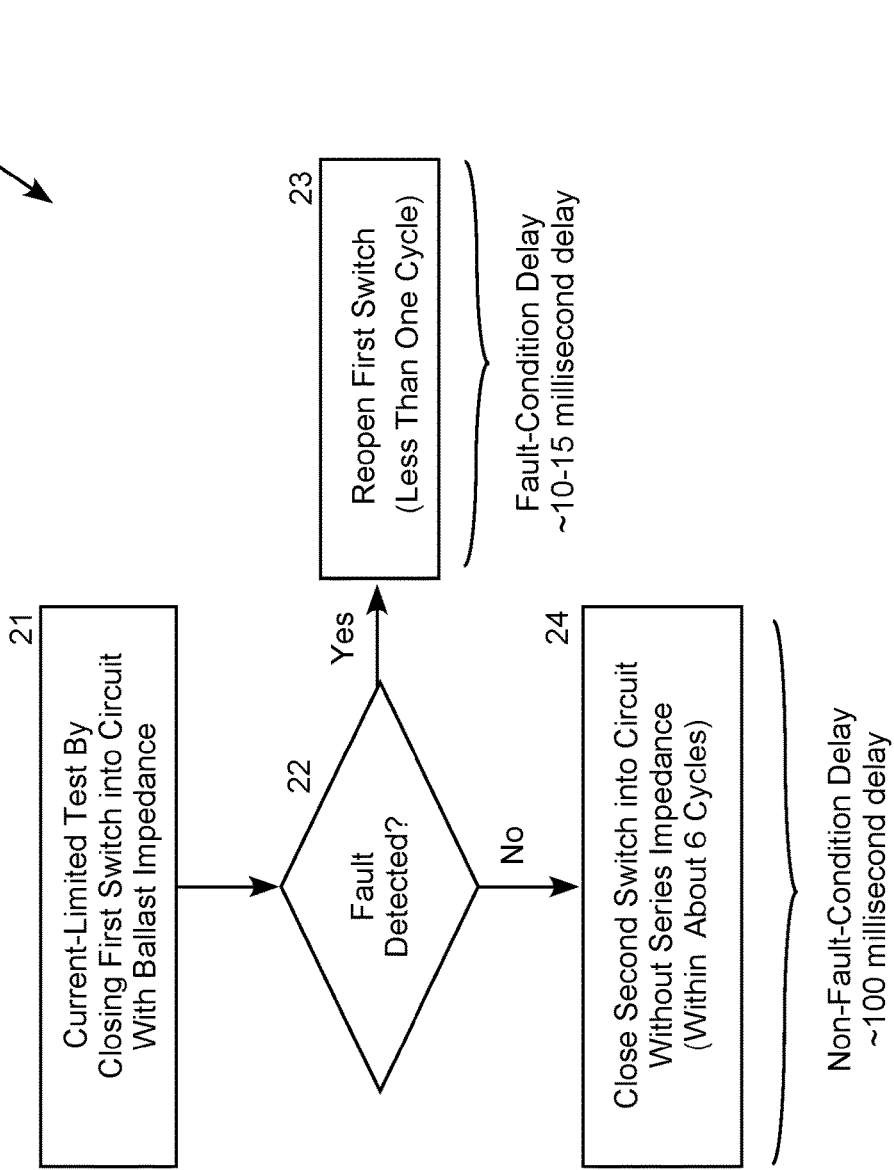 21
Current-Limited Test By
Closing First Switch into Circuit
With Ballast Impedance
22
Fault
Detected?
Yes
23
Reopen First Switch
(Less Than One Cycle)
Fault-Condition Delay
~10-15 millisecond delay
No
24
Close Second Switch into Circuit
Without Series Impedance
(Within About 6 Cycles)
Non-Fault-Condition Delay
~100 millisecond delay